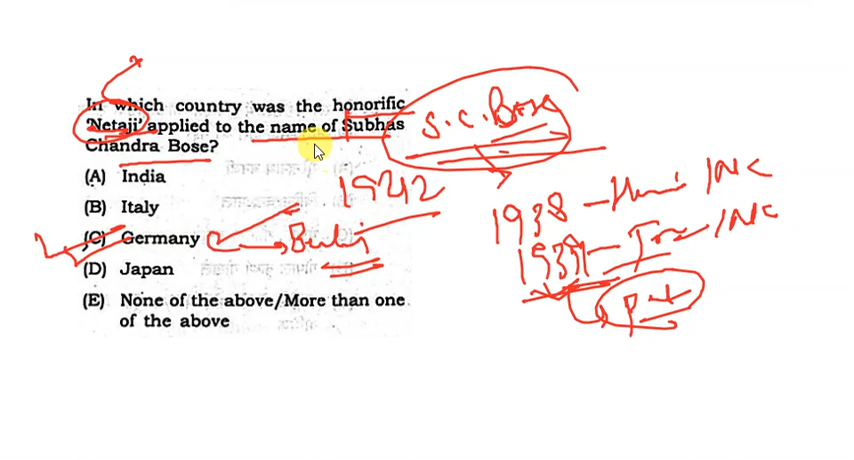 In which country was the honorific
'Netaji' applied to the name of Subhas
Chandra Bose?
(A) India
(B) Italy
(C) Germany
(D) Japan
(E) None of the above/More than one
of the above
S.C. Bose
1942
Berlin
1938 – INC
1939 – INC